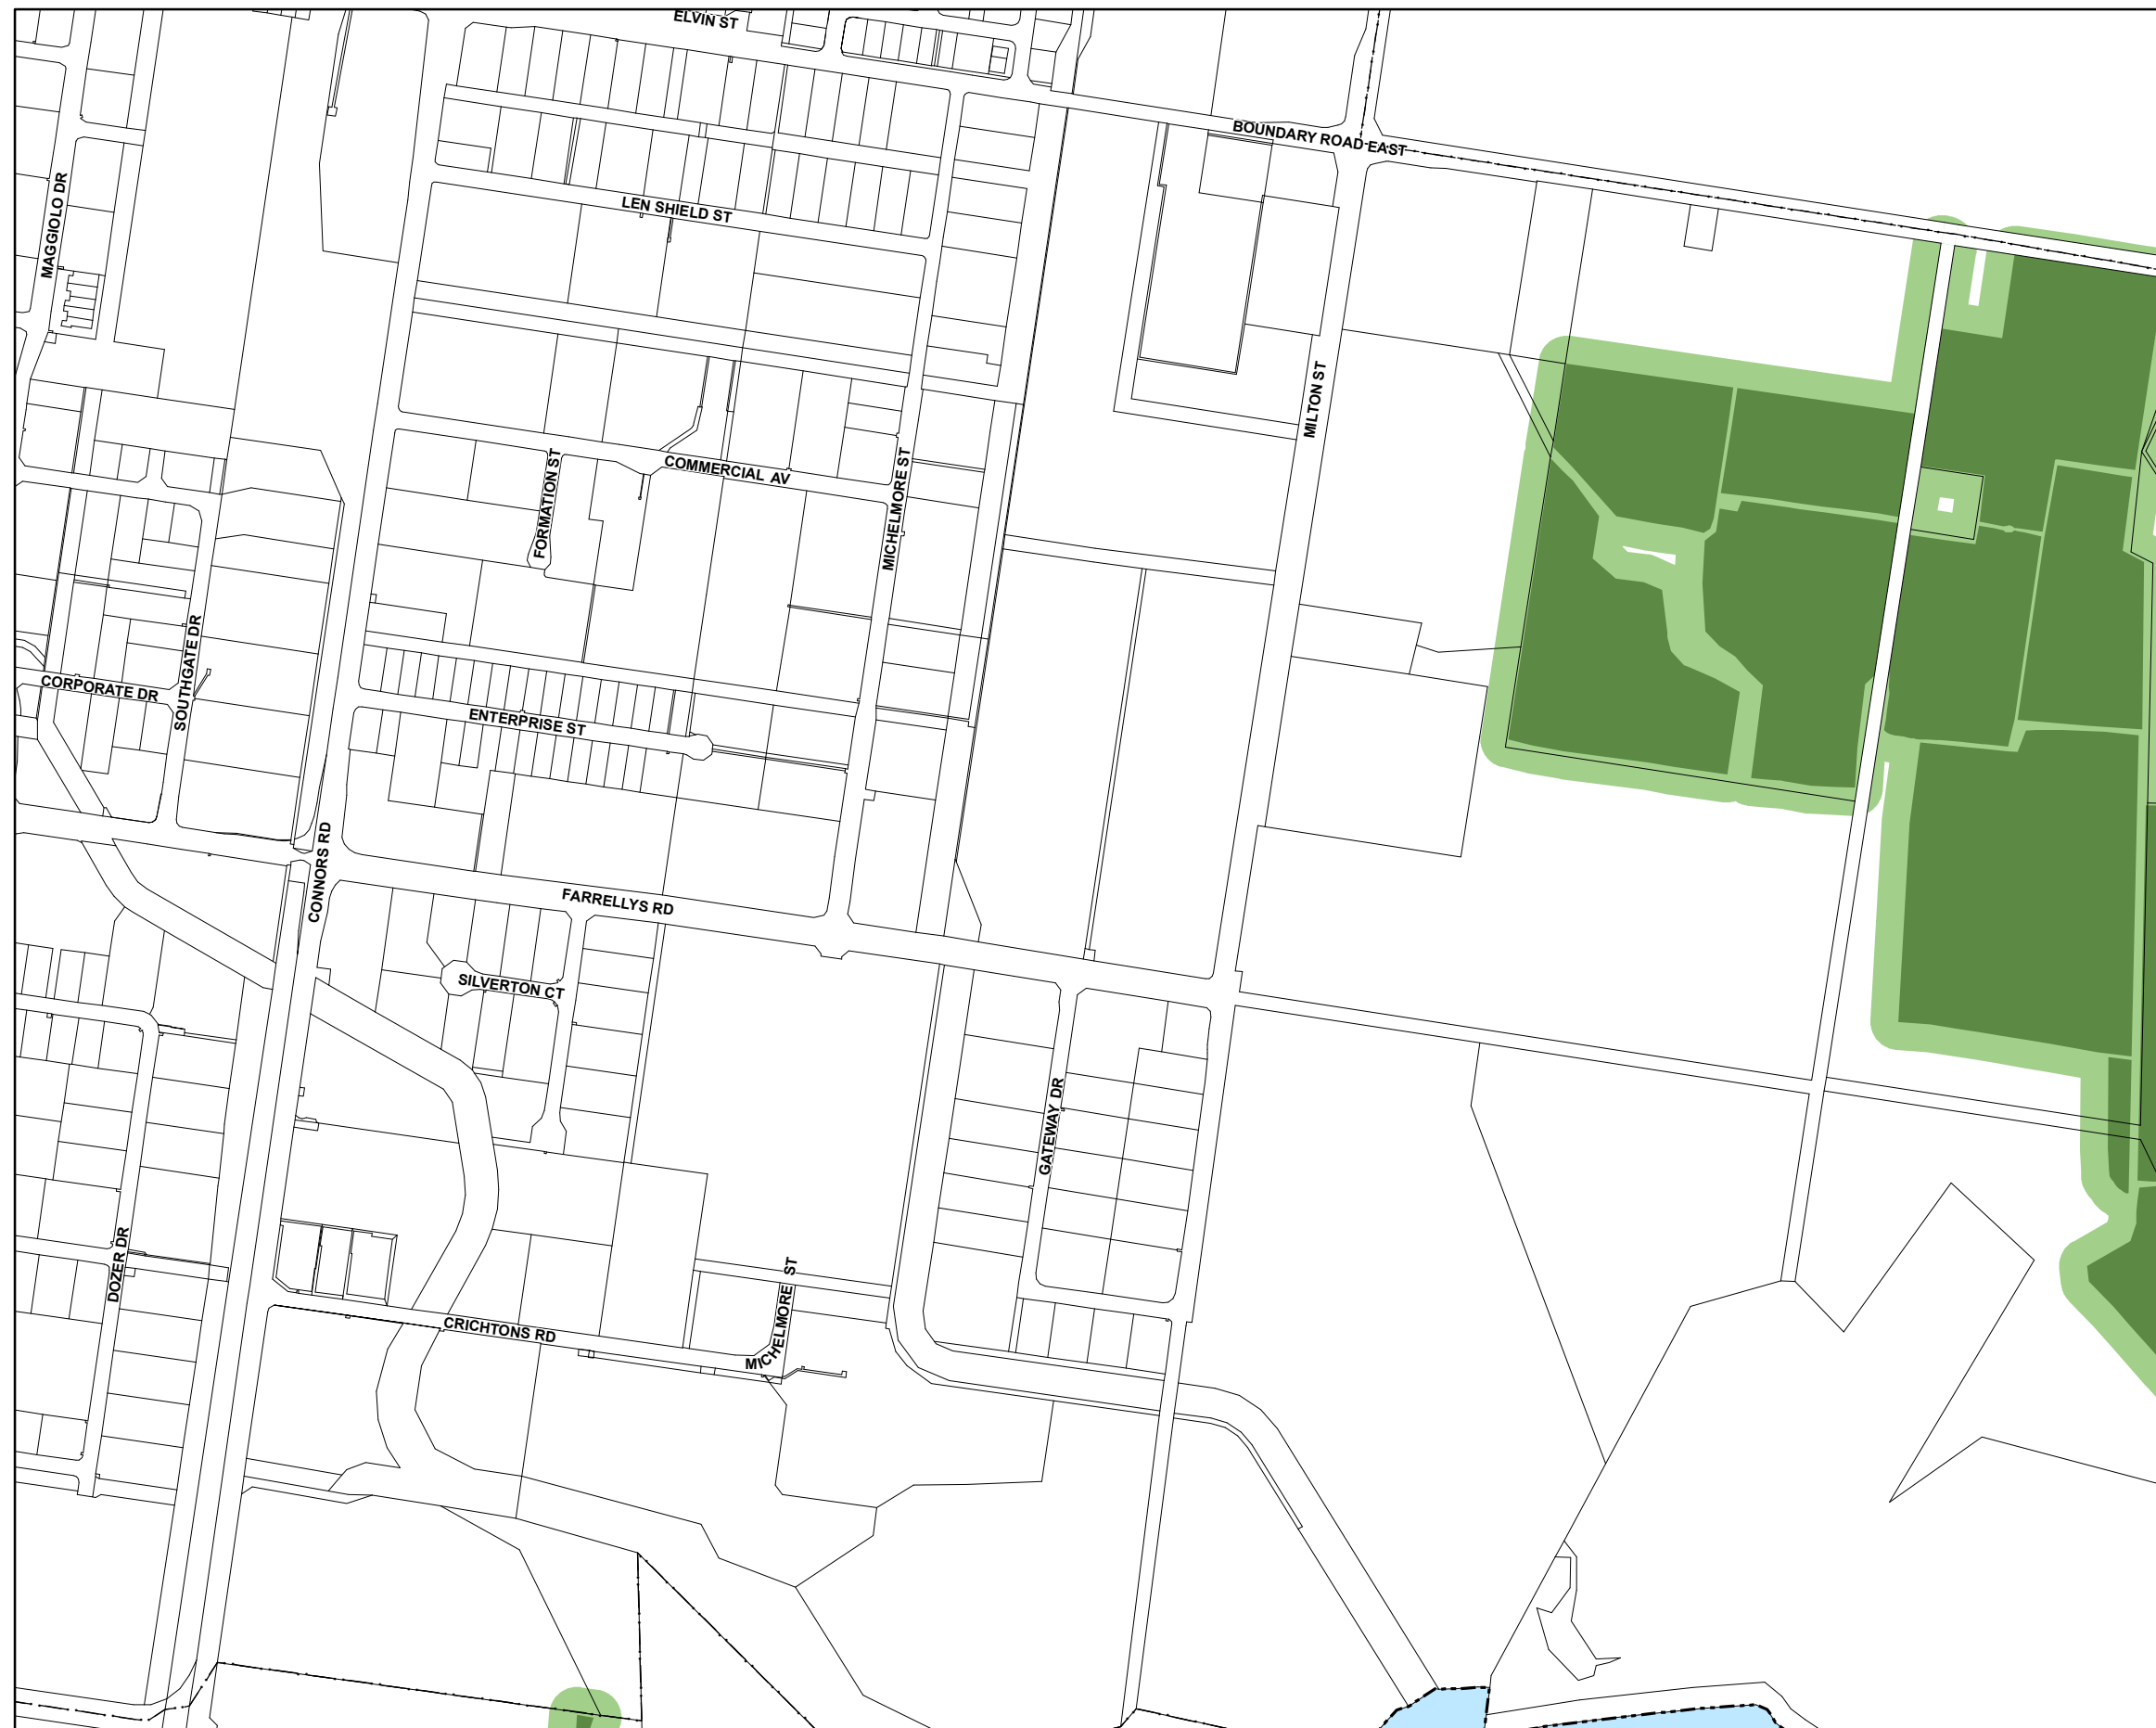 ELVIN ST
BOUNDARY ROAD EAST
MAGGIOLO DR
LEN SHIELD ST
MILTON ST
COMMERCIAL AV
FORMATION ST
MICHELMORE ST
SOUTHGATE DR
CORPORATE DR
ENTERPRISE ST
CONNORS RD
FARRELLYS RD
SILVERTON CT
GATEWAY DR
DOZER DR
CRICHTONS RD
MICHELMORE ST